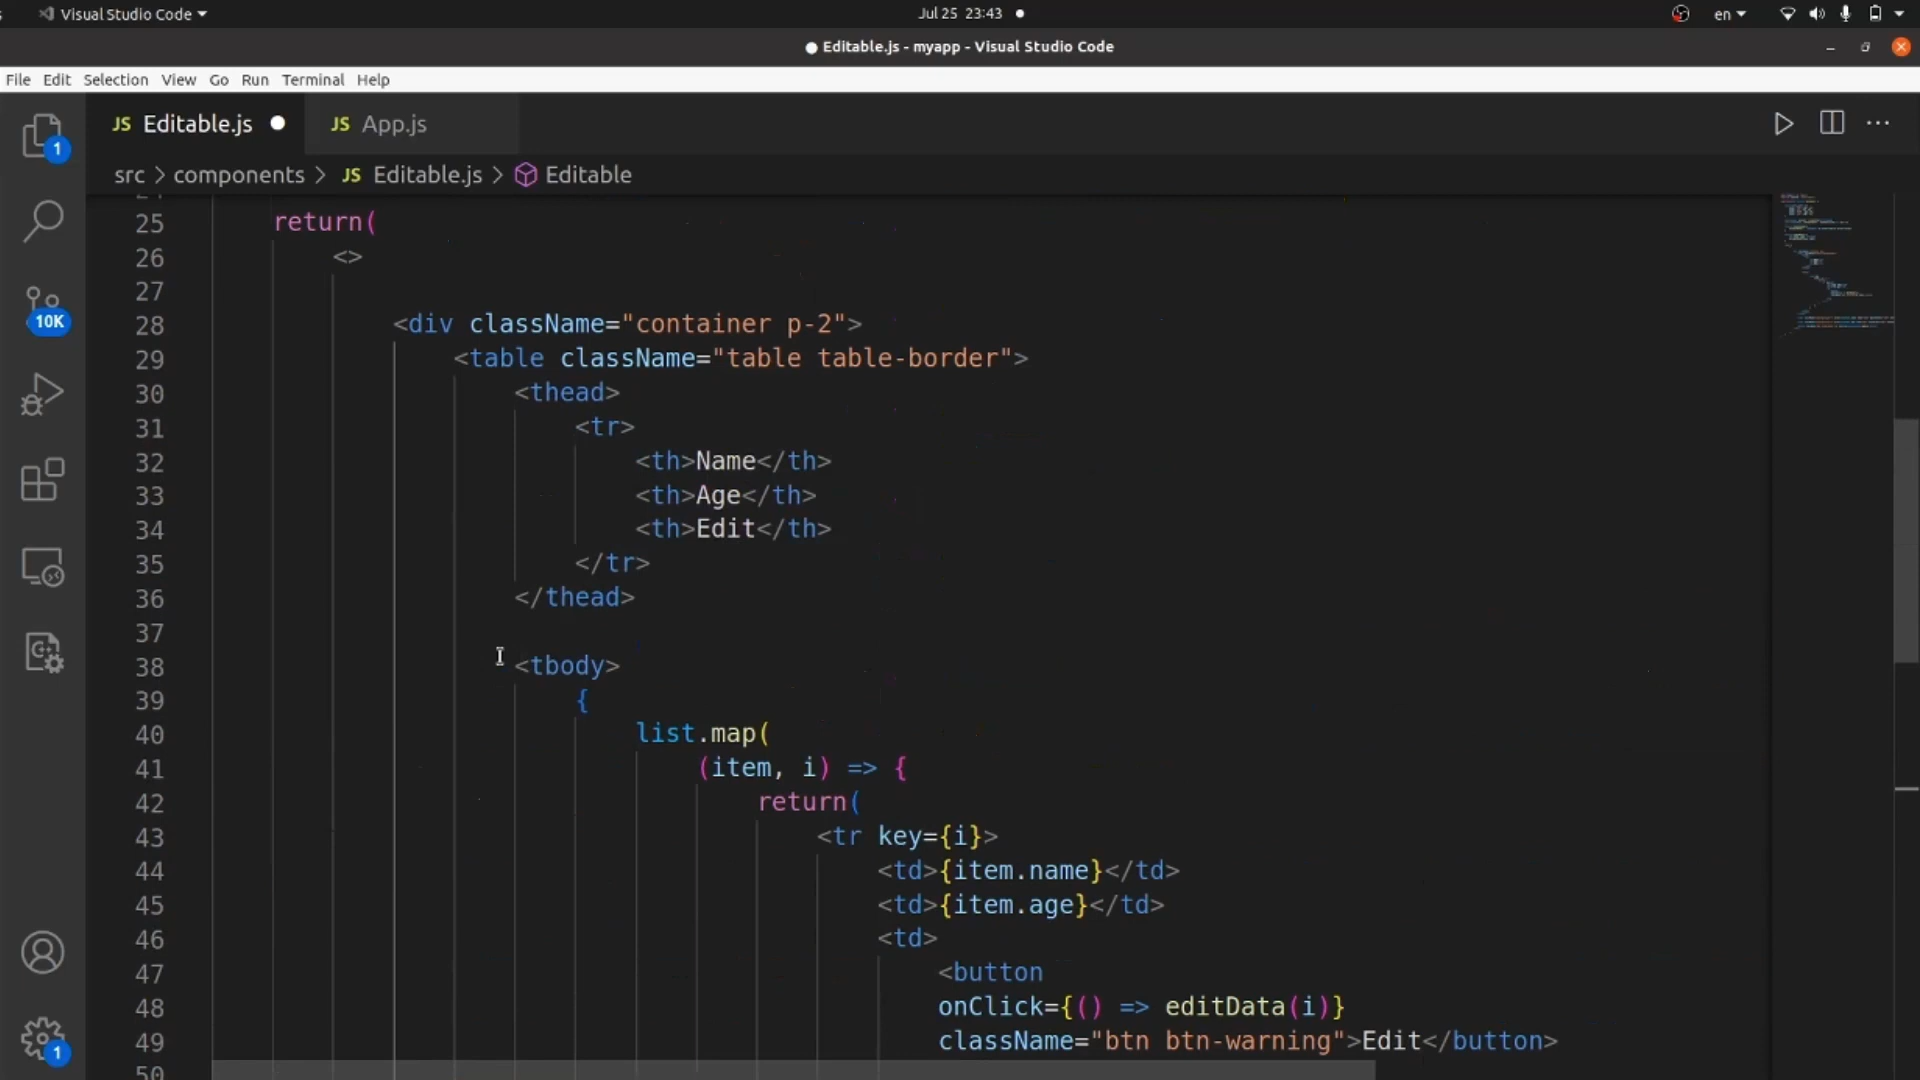 Visual Studio Code
Jul 25 23:43
en
Editable.js - myapp - Visual Studio Code
File Edit Selection View Go Run Terminal Help
JS Editable.js
JS App.js
1
src > components > JS Editable.js > Editable
10K
25 return(
26 <>
27
28 <div className="container p-2">
29 <table className="table table-border">
30 <thead>
31 <tr>
32 <th>Name</th>
33 <th>Age</th>
34 <th>Edit</th>
35 </tr>
36 </thead>
37
38 <tbody>
39 {
40 list.map(
41 (item, i) => {
42 return(
43 <tr key={i}>
44 <td>{item.name}</td>
45 <td>{item.age}</td>
46 <td>
47 <button
48 onClick={() => editData(i)}
49 className="btn btn-warning">Edit</button>
50
1